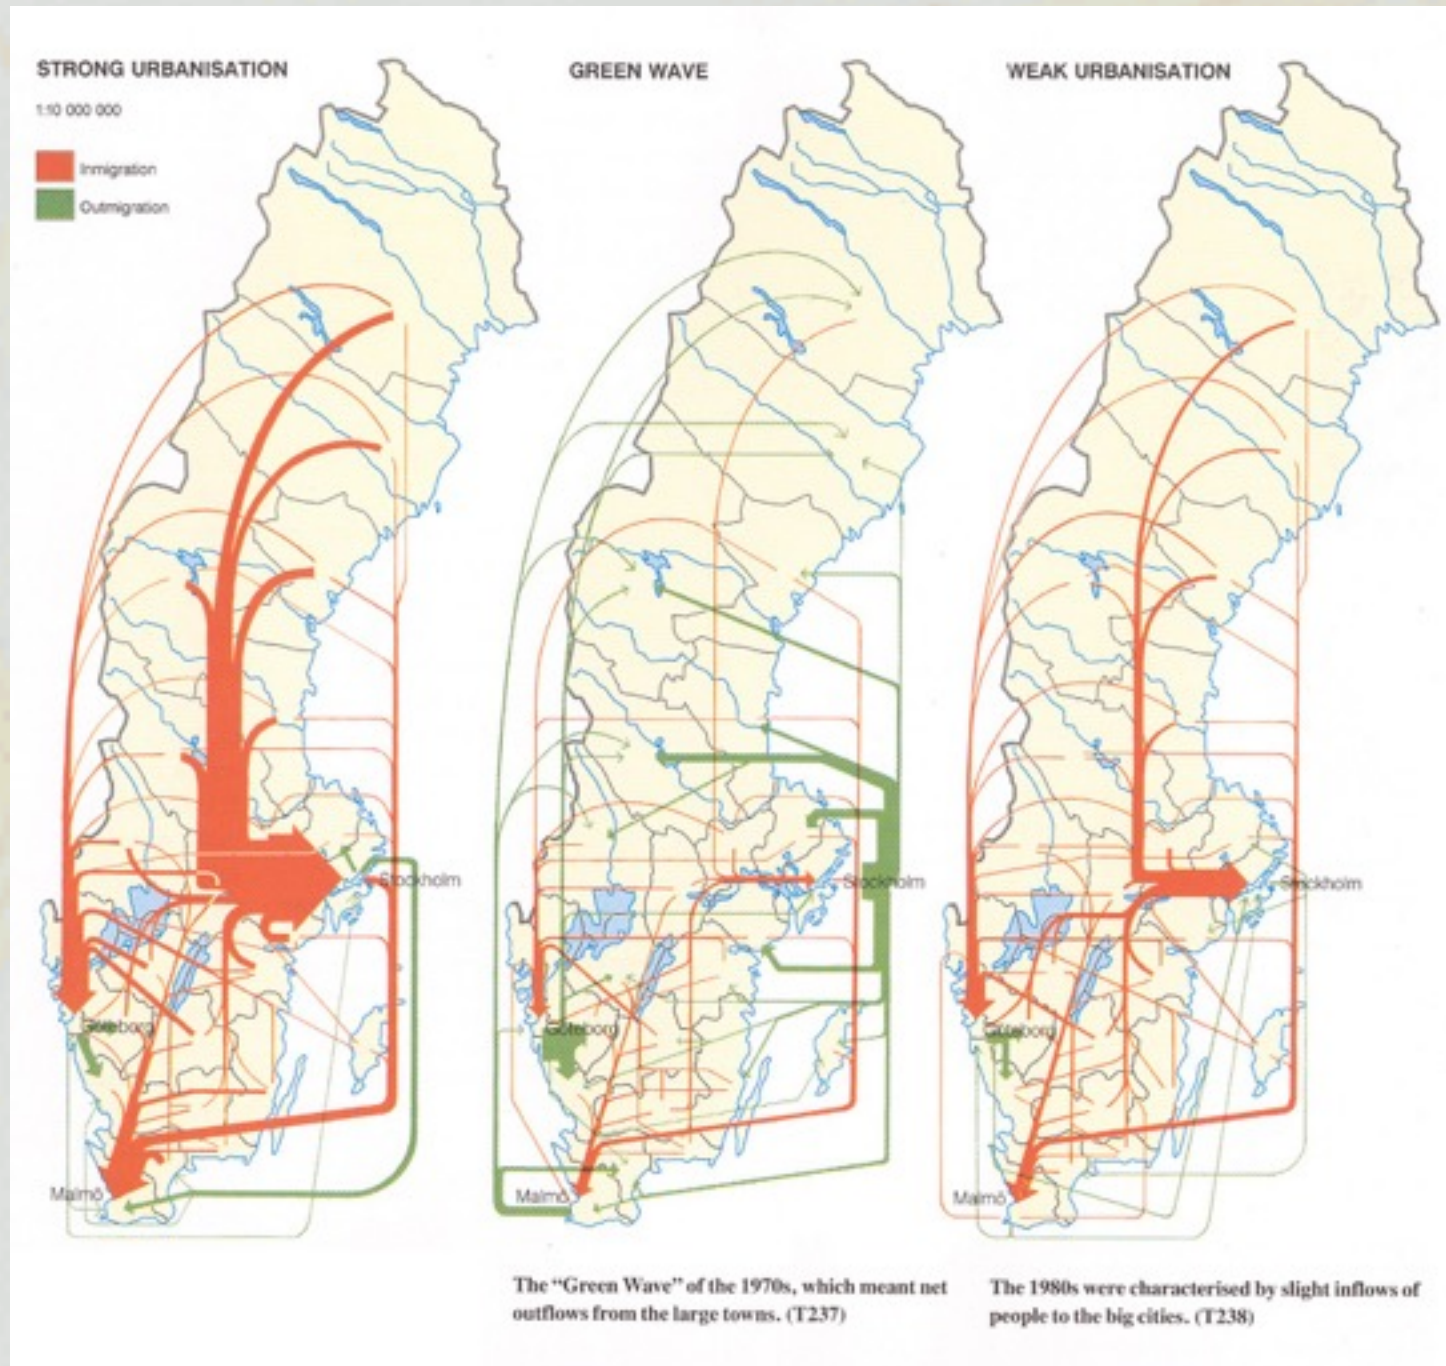 STRONG URBANISATION
1:10 000 000
Inmigration
Outmigration
Stockholm
Göteborg
Malmö
GREEN WAVE
Stockholm
Göteborg
Malmö
The “Green Wave” of the 1970s, which meant net
outflows from the large towns. (T237)
WEAK URBANISATION
Stockholm
Göteborg
Malmö
The 1980s were characterised by slight inflows of
people to the big cities. (T238)